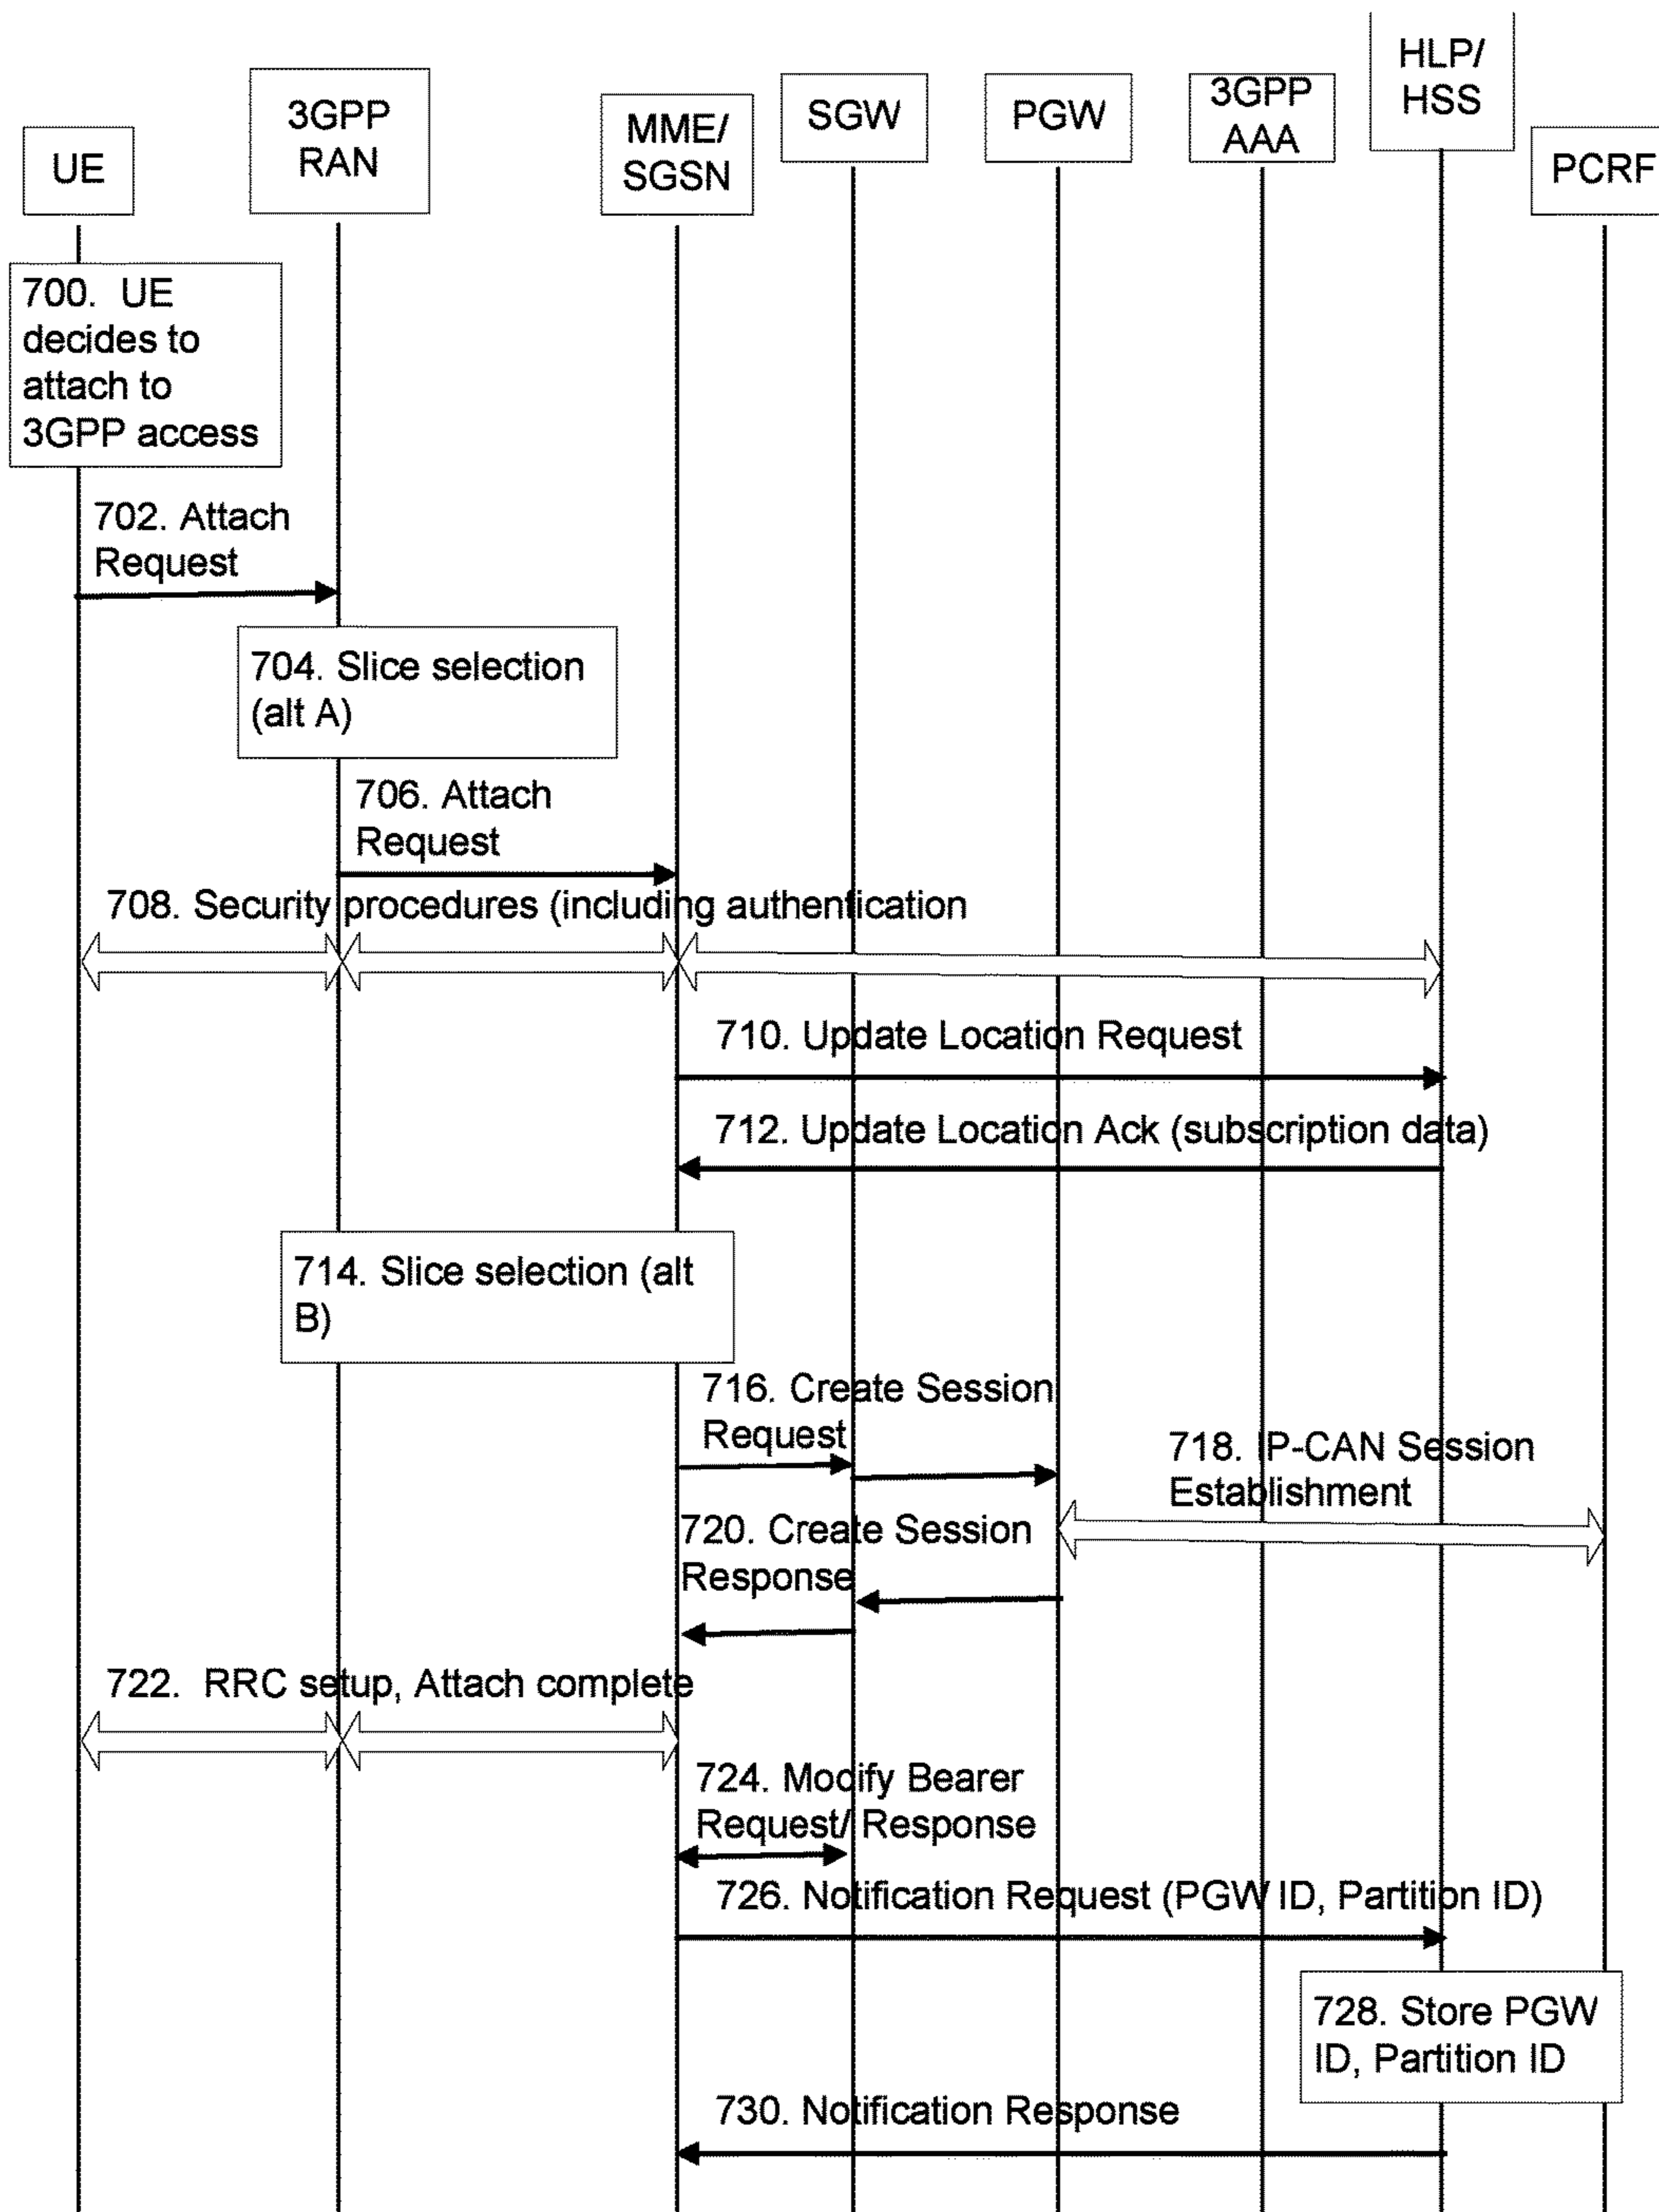 UE
3GPP
RAN
MME/
SGSN
SGW
PGW
3GPP
AAA
HLP/
HSS
PCRF
700.  UE
decides to
attach to
3GPP access
702. Attach
Request
704. Slice selection
(alt A)
706. Attach
Request
708. Security procedures (including authentication
710. Update Location Request
712. Update Location Ack (subscription data)
714. Slice selection (alt
B)
716. Create Session
Request
718. IP-CAN Session
Establishment
720. Create Session
Response
722.  RRC setup, Attach complete
724. Modify Bearer
Request/ Response
726. Notification Request (PGW ID, Partition ID)
728. Store PGW
ID, Partition ID
730. Notification Response